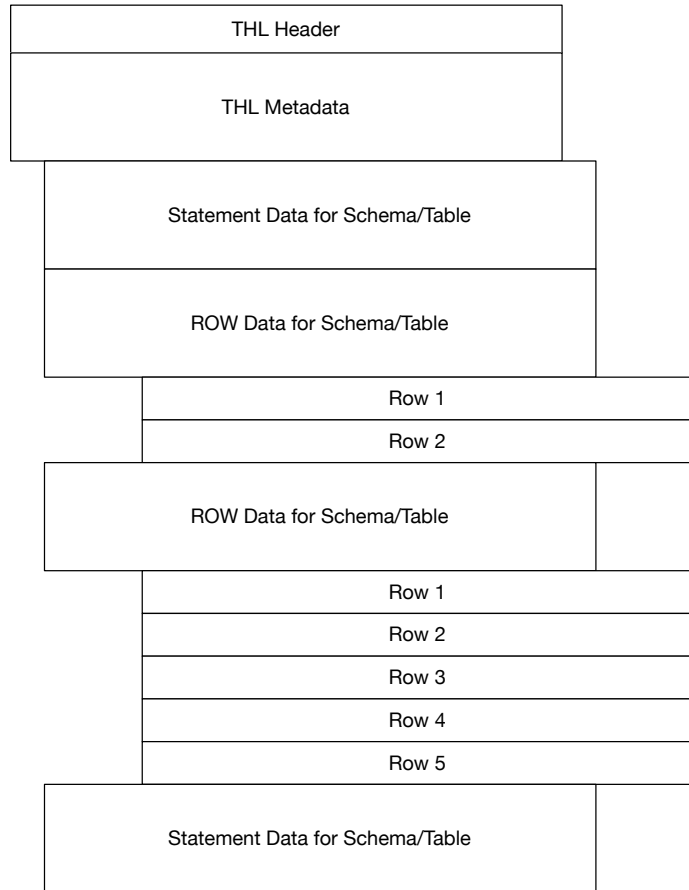 THL Header
THL Metadata
Statement Data for Schema/Table
ROW Data for Schema/Table
Row 1
Row 2
ROW Data for Schema/Table
Row 1
Row 2
Row 3
Row 4
Row 5
Statement Data for Schema/Table